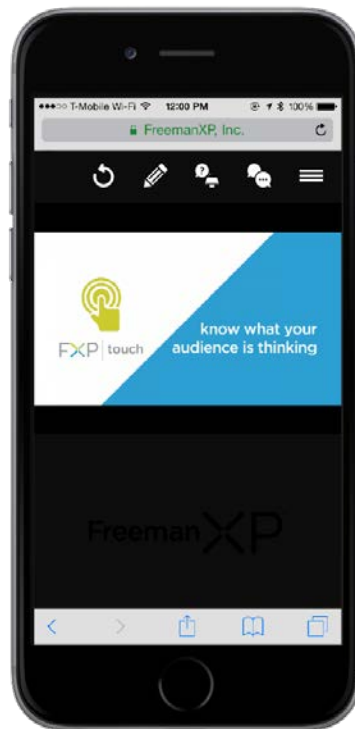 T-Mobile Wi-Fi 12:00 PM 100%
FreemanXP, Inc.
?
know what your
audience is thinking
FXP | touch
FreemanXP